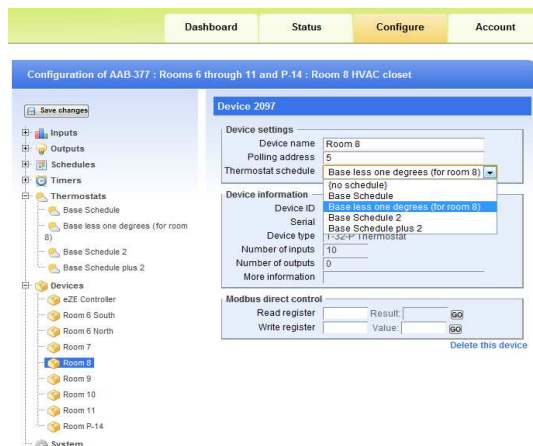 Dashboard
Status
Configure
Account
Configuration of AAB-377 : Rooms 6 through 11 and P-14 : Room 8 HVAC closet
Save changes
Inputs
Outputs
Schedules
Timers
Thermostats
Base Schedule
Base less one degrees (for room
8)
Base Schedule 2
Base Schedule plus 2
Devices
eZE Controller
Room 6 South
Room 6 North
Room 7
Room 8
Room 9
Room 10
Room 11
Room P-14
System
Device 2097
Device settings
Device name Room 8
Polling address 5
Thermostat schedule Base less one degrees (for room 8)
{no schedule}
Base Schedule
Base less one degrees (for room 8)
Base Schedule 2
Base Schedule plus 2
Device information
Device ID
Serial
Device type T-32-P Thermostat
Number of inputs 10
Number of outputs 0
More information
Modbus direct control
Read register Result: GO
Write register Value: GO
Delete this device